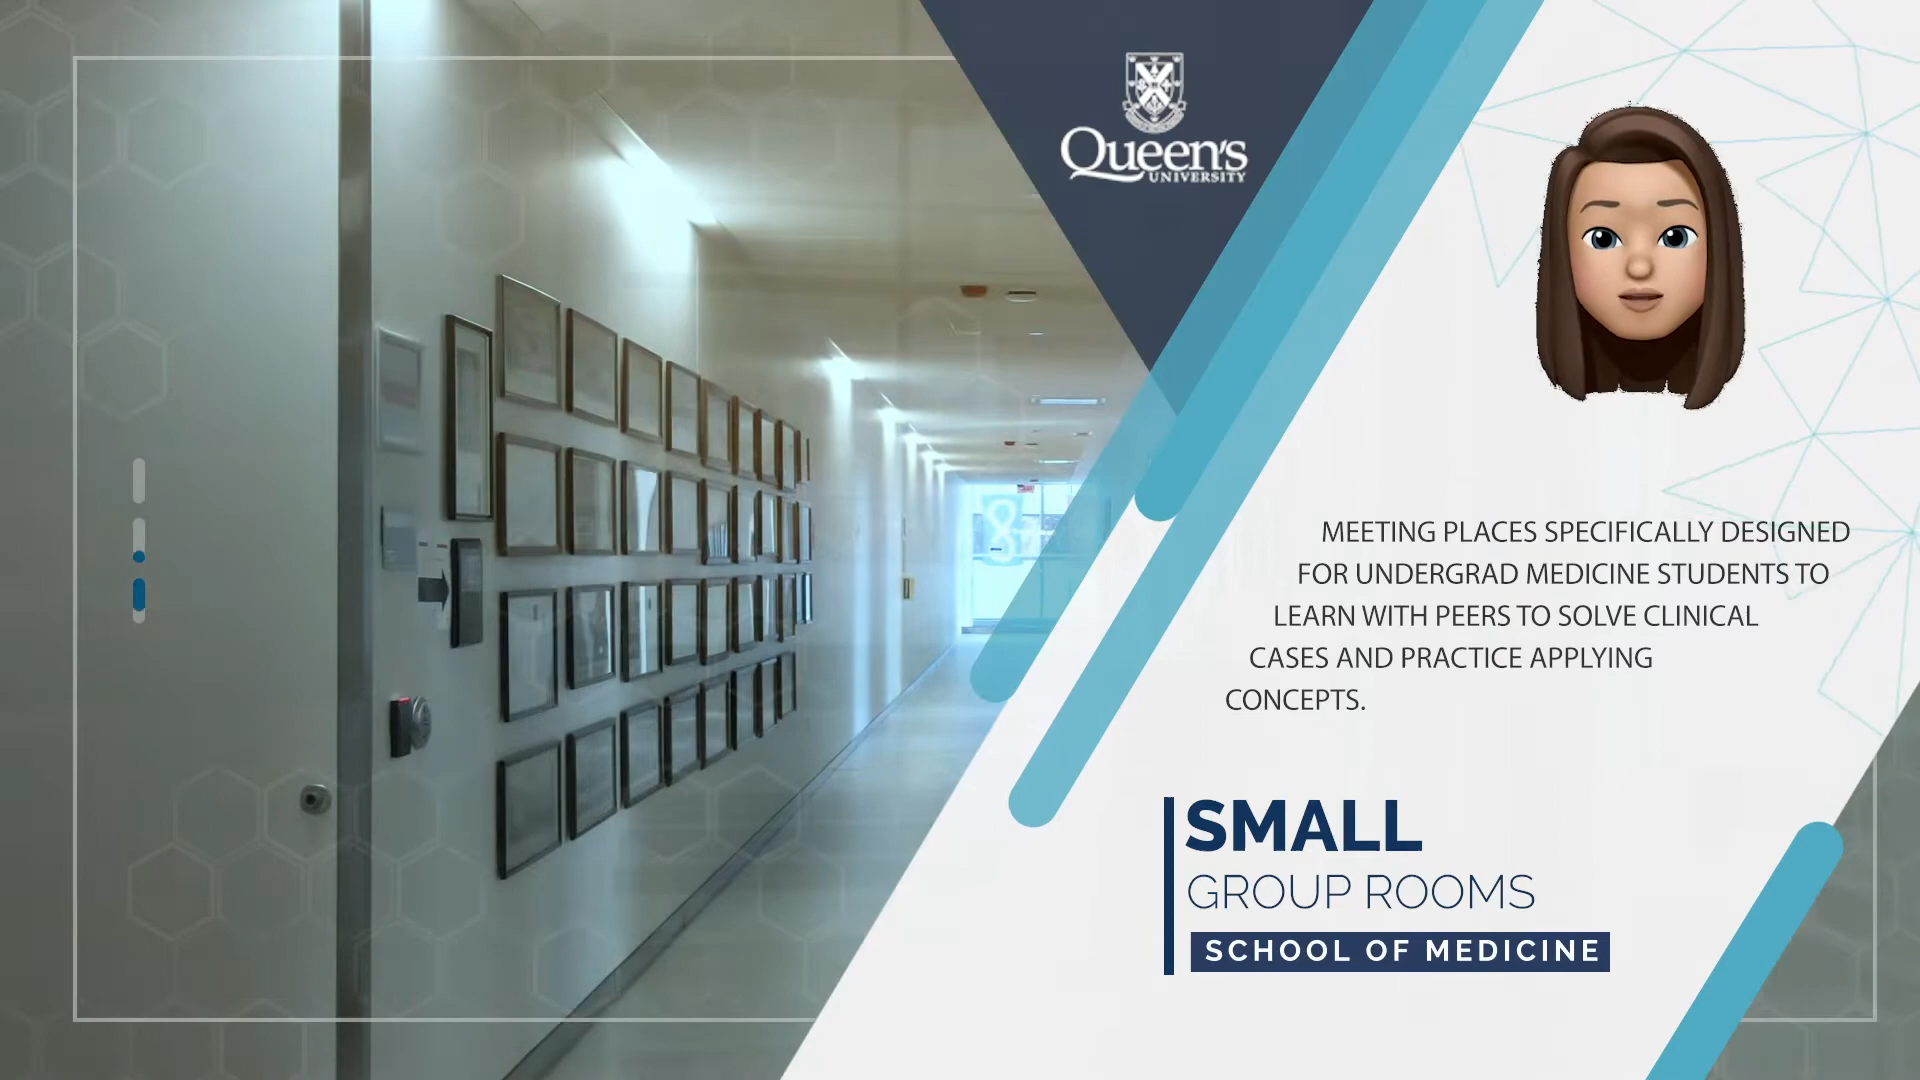 Queen's
UNIVERSITY
MEETING PLACES SPECIFICALLY DESIGNED
FOR UNDERGRAD MEDICINE STUDENTS TO
LEARN WITH PEERS TO SOLVE CLINICAL
CASES AND PRACTICE APPLYING
CONCEPTS.
SMALL
GROUP ROOMS
SCHOOL OF MEDICINE